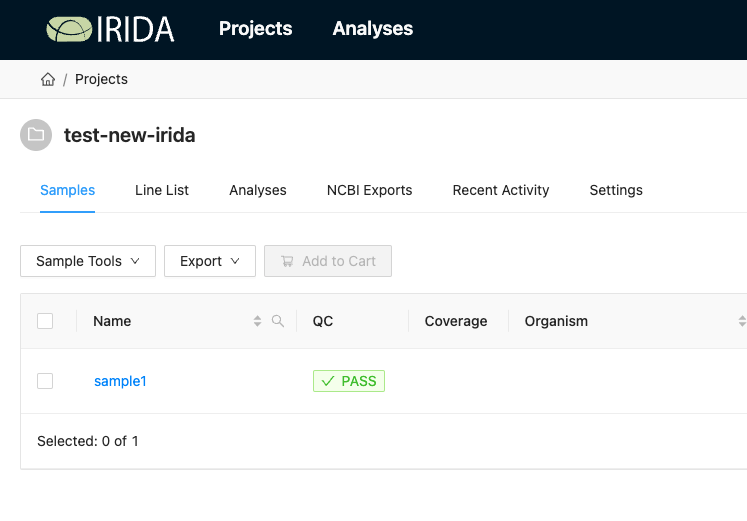 IRIDA Projects Analyses
/ Projects
test-new-irida
Samples Line List Analyses NCBI Exports Recent Activity Settings
Sample Tools Export Add to Cart
Name QC Coverage Organism
sample1 PASS
Selected: 0 of 1